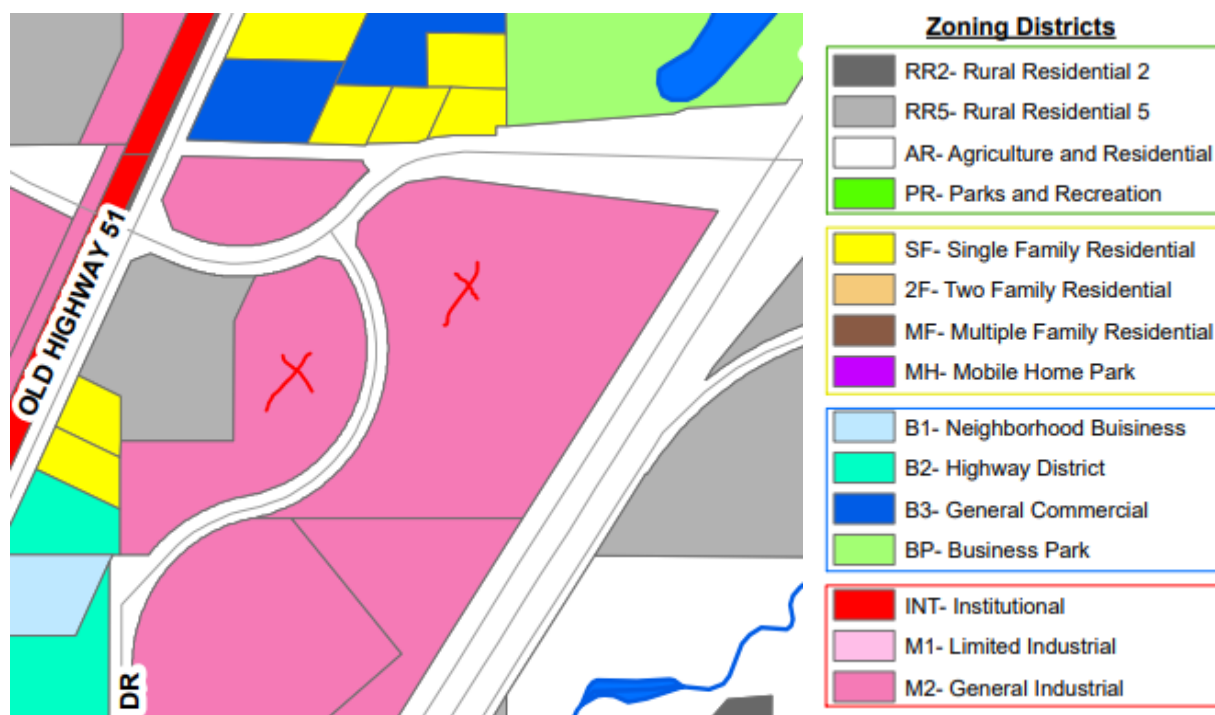 OLD HIGHWAY 51
DR
Zoning Districts
RR2- Rural Residential 2
RR5- Rural Residential 5
AR- Agriculture and Residential
PR- Parks and Recreation
SF- Single Family Residential
2F- Two Family Residential
MF- Multiple Family Residential
MH- Mobile Home Park
B1- Neighborhood Buisiness
B2- Highway District
B3- General Commercial
BP- Business Park
INT- Institutional
M1- Limited Industrial
M2- General Industrial